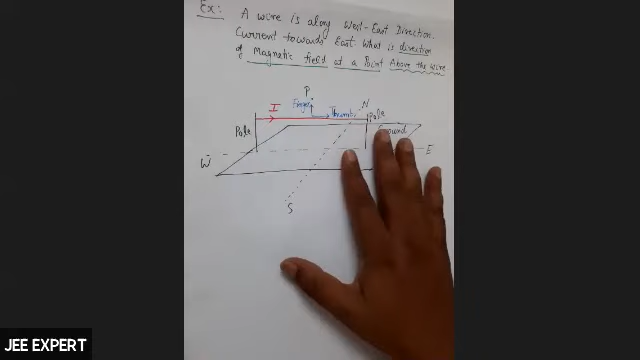 Ex:
A wire is along West-East Direction.
Current towards East. What is direction
of Magnetic field at a Point Above the wire.
P
N
I
Finger
Thumb
Pole
Pole
Ground
W
E
S
JEE EXPERT